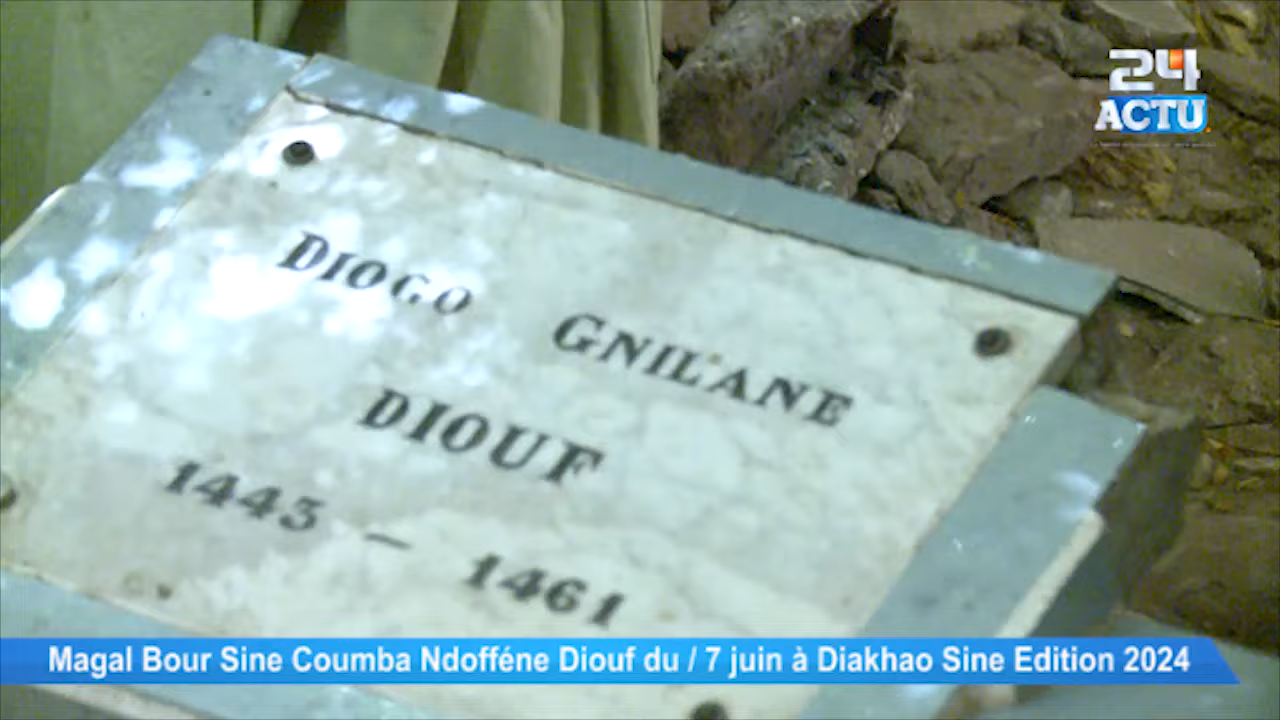 24
ACTU
DIOGO GNILANE
DIOUF
1443 – 1461
Magal Bour Sine Coumba Ndofféne Diouf du / 7 juin à Diakhao Sine Edition 2024